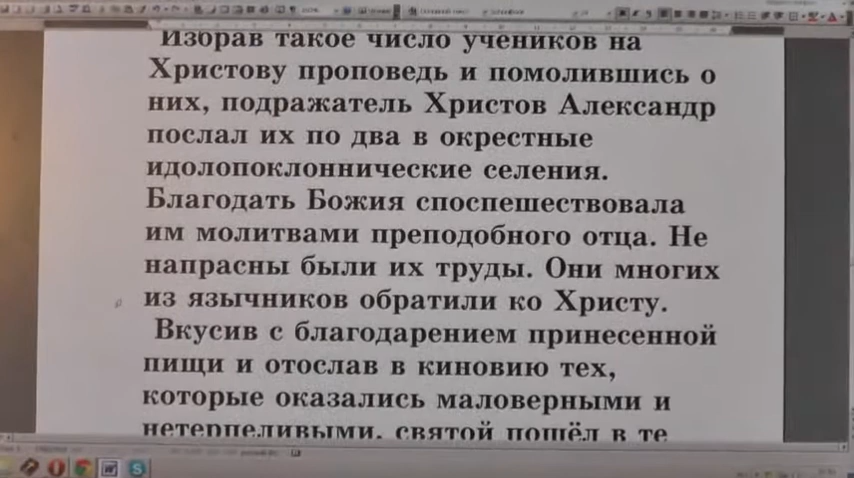 Избрав такое число учеников на
Христову проповедь и помолившись о
них, подражатель Христов Александр
послал их по два в окрестные
идолопоклоннические селения.
Благодать Божия споспешествовала
им молитвами преподобного отца. Не
напрасны были их труды. Они многих
из язычников обратили ко Христу.
Вкусив с благодарением принесенной
пищи и отослав в киновию тех,
которые оказались маловерными и
нетерпеливыми, святой пошёл в те